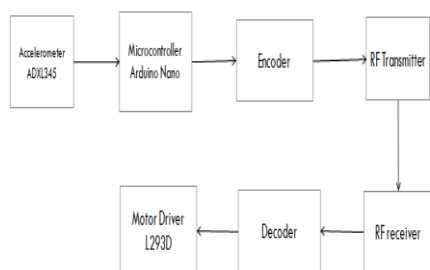 Accelerometer
ADXL345
Microcontroller
Arduino Nano
Encoder
RF Transmitter
Motor Driver
L293D
Decoder
RF receiver